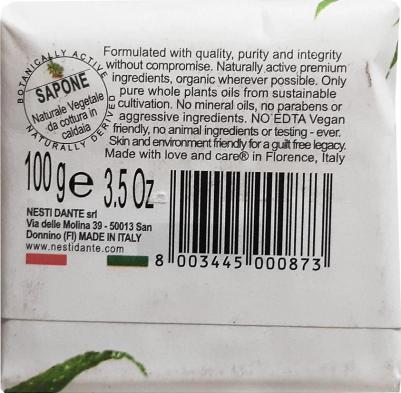 Formulated with quality, purity and integrity
without compromise. Naturally active premium
ingredients, organic wherever possible. Only
pure whole plants oils from sustainable
cultivation. No mineral oils, no parabens or
aggressive ingredients. NO EDTA Vegan
friendly, no animal ingredients or testing - ever.
Skin and environment friendly for a guilt free legacy.
Made with love and care® in Florence, Italy
BOTANICALLY ACTIVE
SAPONE
Naturale Vegetale
da cottura in
caldaia
NATURALLY DERIVED
100 g e 3.5 Oz
NESTI DANTE srl
Via delle Molina 39 - 50013 San
Donnino (FI) MADE IN ITALY
www.nestidante.com
8 003445 000873